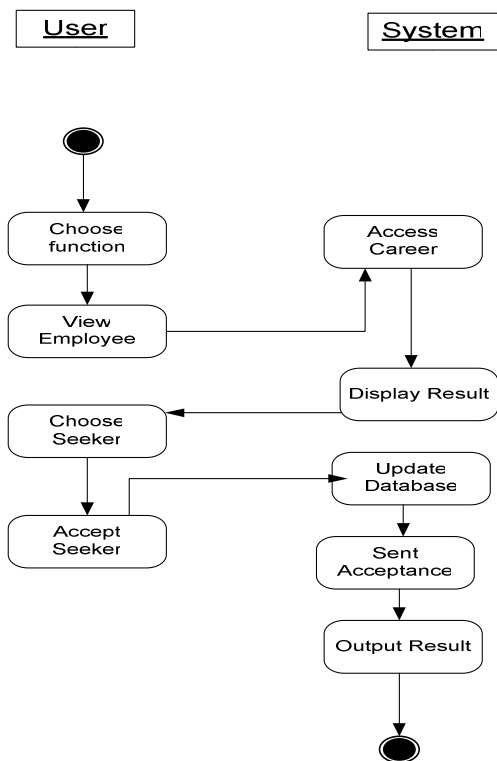 User
System
Choose
function
View
Employee
Access
Career
Display Result
Choose
Seeker
Accept
Seeker
Update
Database
Sent
Acceptance
Output Result